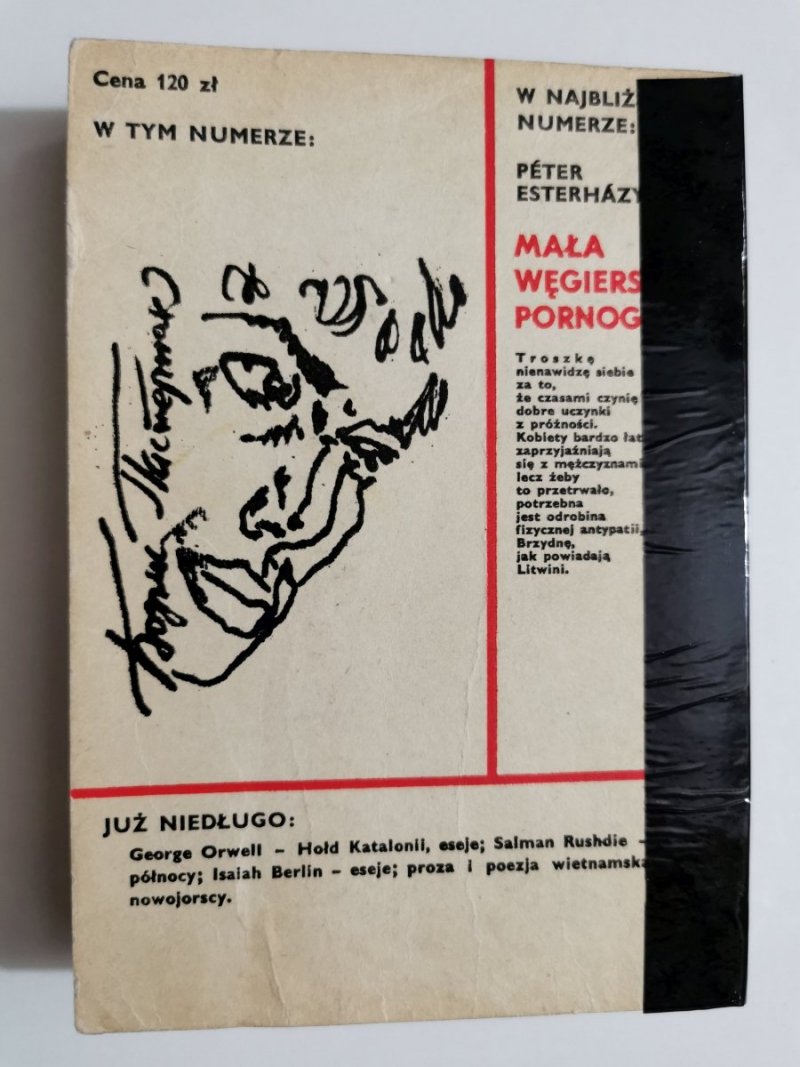 Cena 120 zł
W TYM NUMERZE:
W NAJBLIŻ
NUMERZE:
PÉTER
ESTERHÁZY
MAŁA
WĘGIERS
PORNOG
Troszkę
nienawidzę siebie
za to,
że czasami czynię
dobre uczynki
z próżności.
Kobiety bardzo łat
zaprzyjaźniają
się z mężczyznami
lecz żeby
to przetrwało,
potrzebna
jest odrobina
fizycznej antypatii,
Brzydnę,
jak powiadają
Litwini.
JUŻ NIEDŁUGO:
George Orwell – Hołd Katalonii, eseje; Salman Rushdie –
północy; Isaiah Berlin – eseje; proza i poezja wietnamska
nowojorscy.